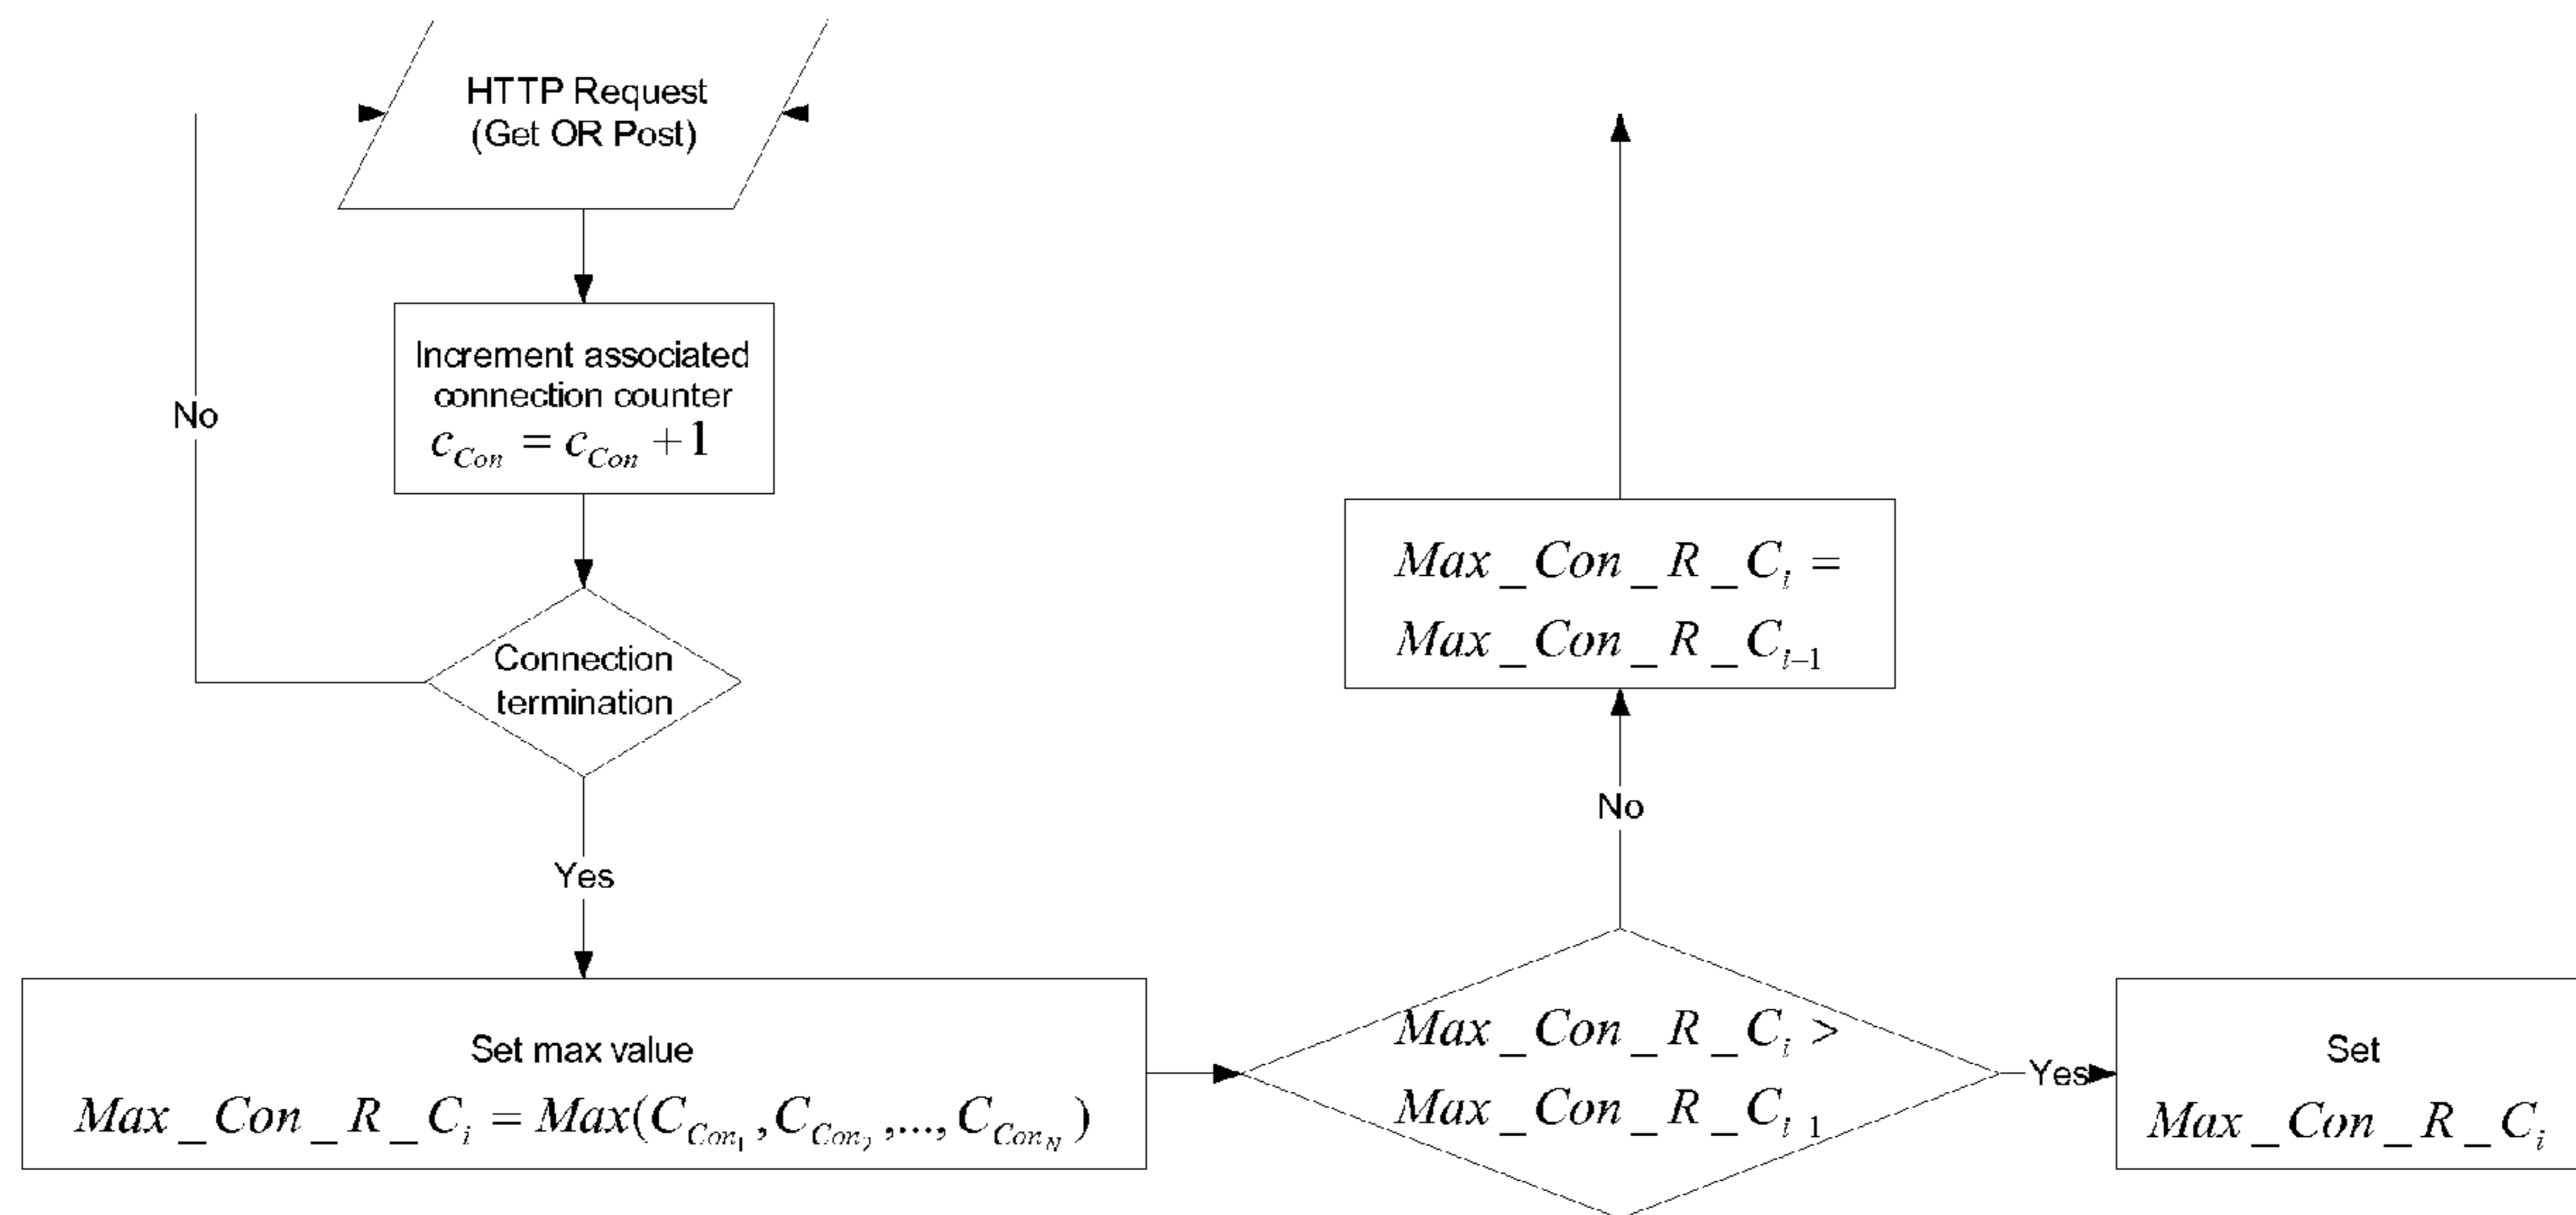 HTTP Request
(Get OR Post)
Increment associated
connection counter
c_Con = c_Con + 1
No
Connection
termination
Yes
Set max value
Max_Con_R_C_i = Max(C_Con_1, C_Con_2, ..., C_Con_N)
Max_Con_R_C_i =
Max_Con_R_C_i–1
No
Max_Con_R_C_i >
Max_Con_R_C_i 1
Yes
Set
Max_Con_R_C_i